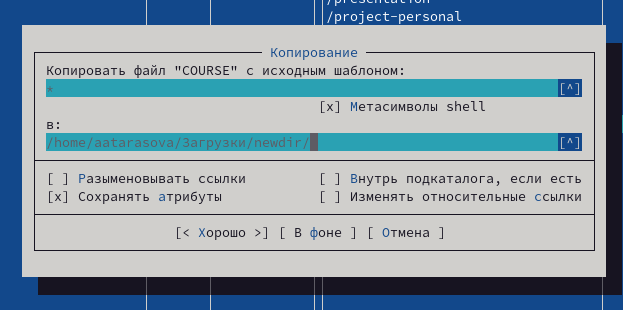 /presentation
/project-personal
Копирование
Копировать файл "COURSE" с исходным шаблоном:
* [^]
[x] Метасимволы shell
в:
/home/aatarasova/Загрузки/newdir/ [^]
[ ] Разыменовывать ссылки [ ] Внутрь подкаталога, если есть
[x] Сохранять атрибуты [ ] Изменять относительные ссылки
[< Хорошо >] [ В фоне ] [ Отмена ]